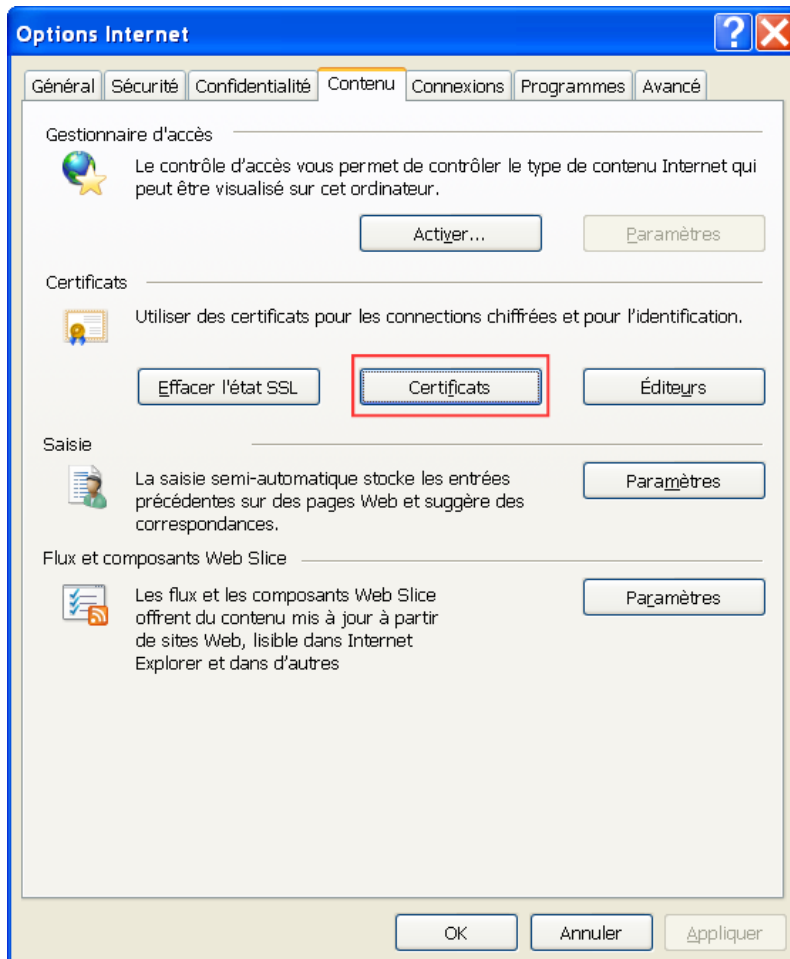 Options Internet
?
Général Sécurité Confidentialité Contenu Connexions Programmes Avancé
Gestionnaire d'accès
Le contrôle d'accès vous permet de contrôler le type de contenu Internet qui
peut être visualisé sur cet ordinateur.
Activer... Paramètres
Certificats
Utiliser des certificats pour les connections chiffrées et pour l'identification.
Effacer l'état SSL Certificats Éditeurs
Saisie
La saisie semi-automatique stocke les entrées
précédentes sur des pages Web et suggère des
correspondances.
Paramètres
Flux et composants Web Slice
Les flux et les composants Web Slice
offrent du contenu mis à jour à partir
de sites Web, lisible dans Internet
Explorer et dans d'autres
Paramètres
OK Annuler Appliquer